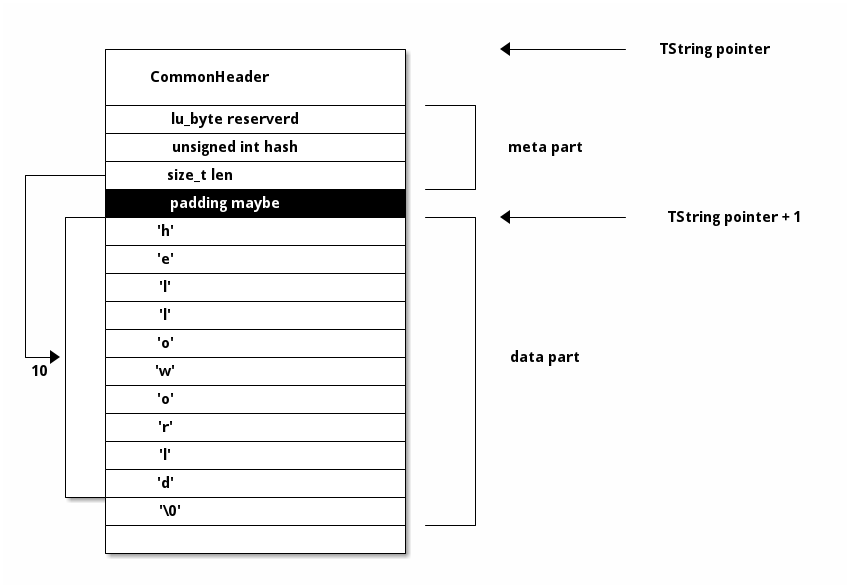 TString pointer
CommonHeader
lu_byte reserverd
unsigned int hash
meta part
size_t len
padding maybe
TString pointer + 1
'h'
'e'
'l'
'l'
'o'
data part
10
'w'
'o'
'r'
'l'
'd'
'\0'